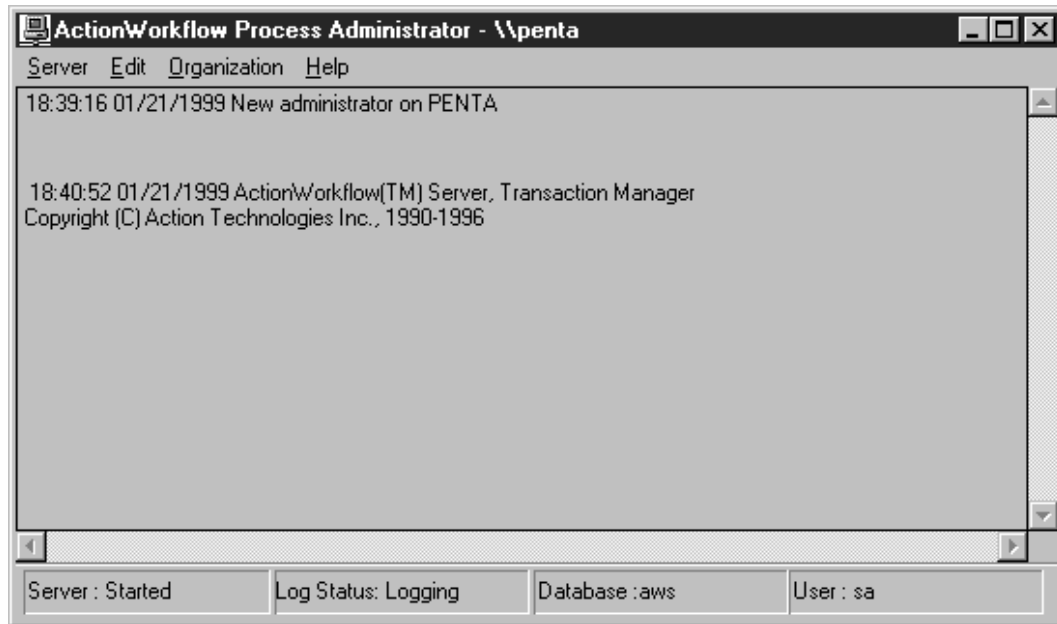 ActionWorkflow Process Administrator - \\penta
Server Edit Organization Help
18:39:16 01/21/1999 New administrator on PENTA
18:40:52 01/21/1999 ActionWorkflow(TM) Server, Transaction Manager
Copyright (C) Action Technologies Inc., 1990-1996
Server : Started Log Status: Logging Database :aws User : sa